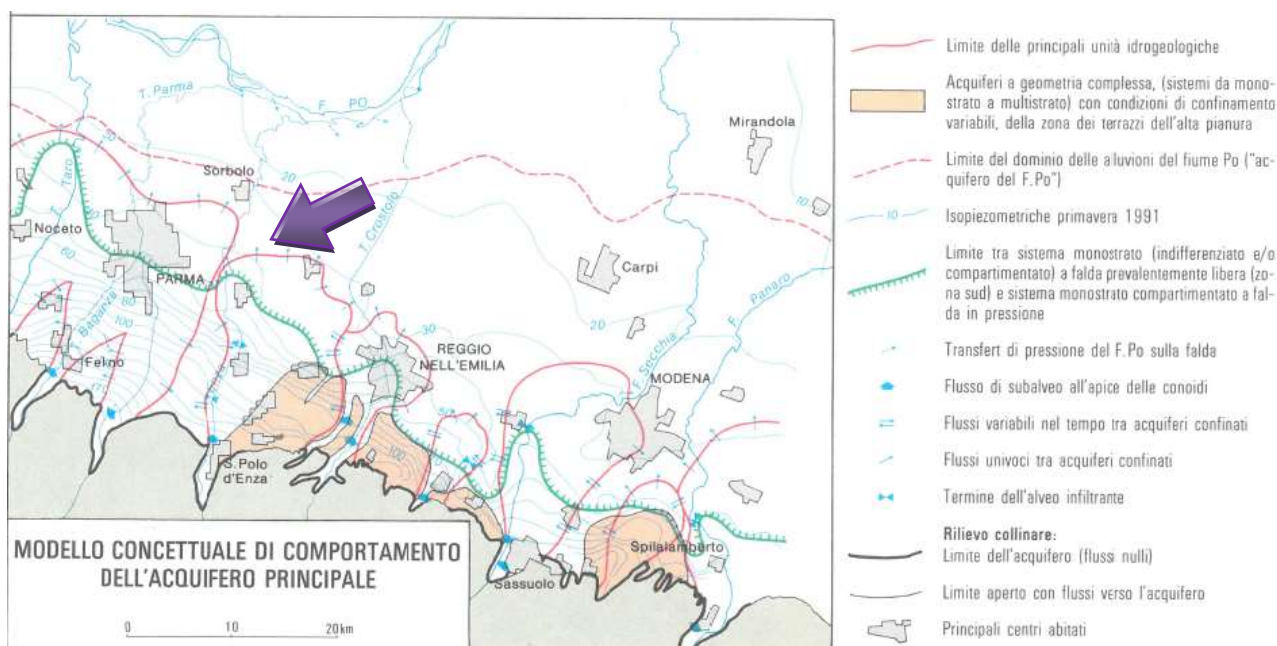 T. Parma
F. PO
Mirandola
50
Sorbolo
20
10
T. Taro
T. Crostolo
Noceto
60
PARMA
Carpi
F. Panaro
80
T. Baganza
100
30
20
REGGIO
NELL'EMILIA
F. Secchia
Felino
MODENA
50
100
S. Polo
d'Enza
Spilalamberto
Sassuolo
MODELLO CONCETTUALE DI COMPORTAMENTO
DELL'ACQUIFERO PRINCIPALE
0 10 20km
Limite delle principali unità idrogeologiche
Acquiferi a geometria complessa, (sistemi da mono-
strato a multistrato) con condizioni di confinamento
variabili, della zona dei terrazzi dell'alta pianura
Limite del dominio delle alluvioni del fiume Po ("ac-
quifero del F.Po")
10
Isopiezometriche primavera 1991
Limite tra sistema monostrato (indifferenziato e/o
compartimentato) a falda prevalentemente libera (zo-
na sud) e sistema monostrato compartimentato a fal-
da in pressione
Transfert di pressione del F.Po sulla falda
Flusso di subalveo all'apice delle conoidi
Flussi variabili nel tempo tra acquiferi confinati
Flussi univoci tra acquiferi confinati
Termine dell'alveo infiltrante
Rilievo collinare:
Limite dell'acquifero (flussi nulli)
Limite aperto con flussi verso l'acquifero
Principali centri abitati